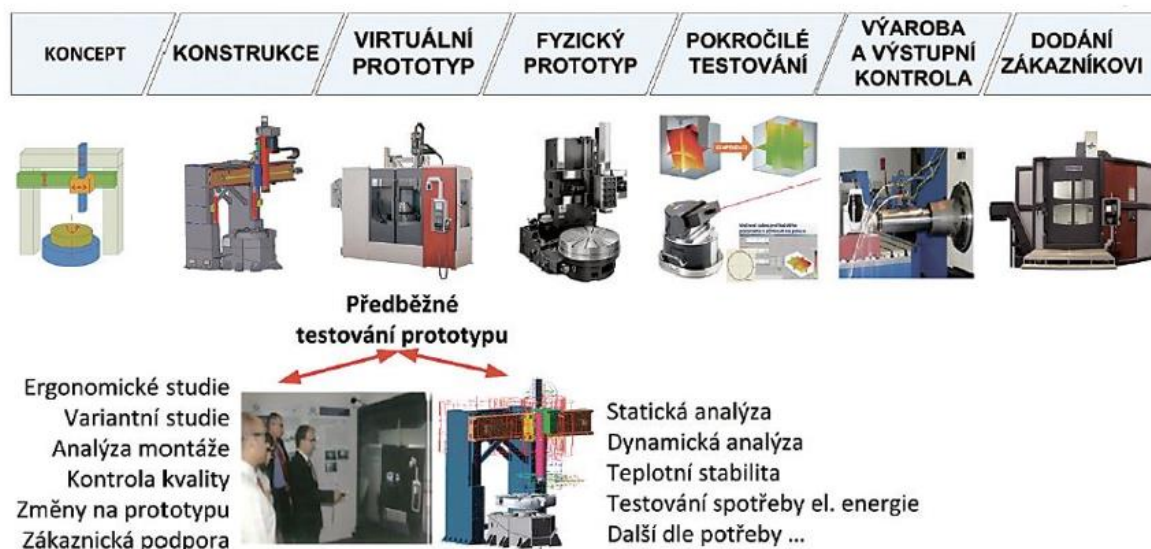 KONCEPT
KONSTRUKCE
VIRTUÁLNÍ
PROTOTYP
FYZICKÝ
PROTOTYP
POKROČILÉ
TESTOVÁNÍ
VÝAROBA
A VÝSTUPNÍ
KONTROLA
DODÁNÍ
ZÁKAZNÍKOVI
Předběžné
testování prototypu
Ergonomické studie
Variantní studie
Analýza montáže
Kontrola kvality
Změny na prototypu
Zákaznická podpora
Statická analýza
Dynamická analýza
Teplotní stabilita
Testování spotřeby el. energie
Další dle potřeby ...